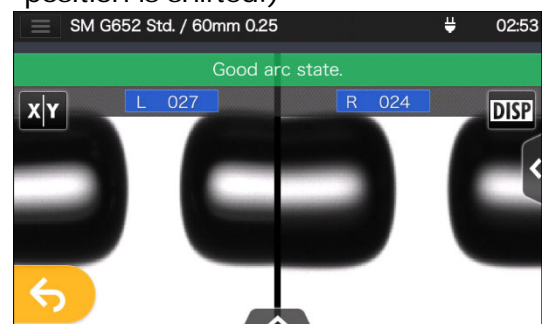 position is shifted.)
SM G652 Std. / 60mm 0.25 02:53
Good arc state.
X|Y L 027 R 024 DISP